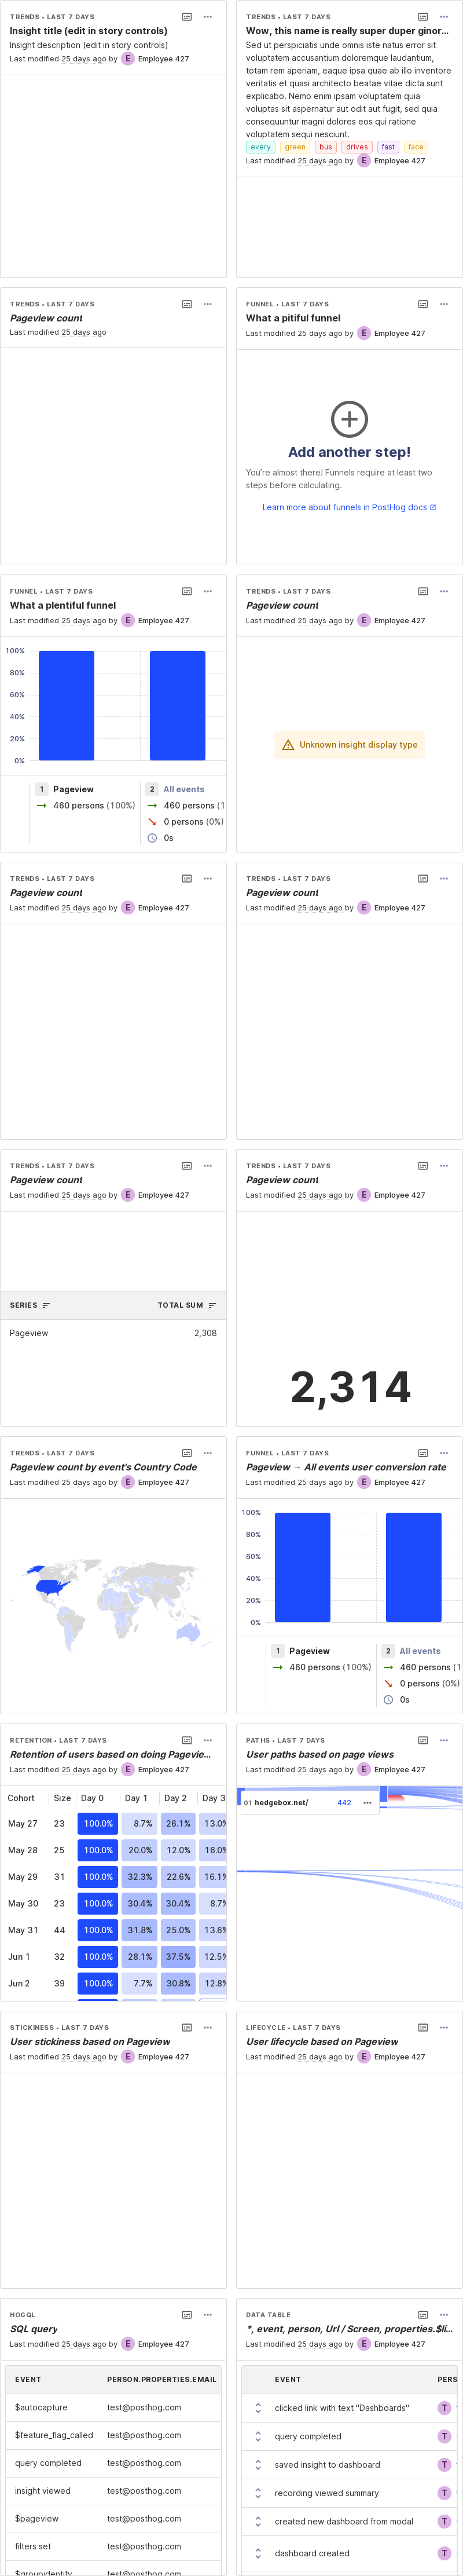 TRENDS • LAST 7 DAYS
Insight title (edit in story controls)
Insight description (edit in story controls)
Last modified 25 days ago by E Employee 427
TRENDS • LAST 7 DAYS
Wow, this name is really super duper ginor...
Sed ut perspiciatis unde omnis iste natus error sit
voluptatem accusantium doloremque laudantium,
totam rem aperiam, eaque ipsa quae ab illo inventore
veritatis et quasi architecto beatae vitae dicta sunt
explicabo. Nemo enim ipsam voluptatem quia
voluptas sit aspernatur aut odit aut fugit, sed quia
consequuntur magni dolores eos qui ratione
voluptatem sequi nesciunt.
every green bus drives fast face
Last modified 25 days ago by E Employee 427
TRENDS • LAST 7 DAYS
Pageview count
Last modified 25 days ago
FUNNEL • LAST 7 DAYS
What a pitiful funnel
Last modified 25 days ago by E Employee 427
Add another step!
You're almost there! Funnels require at least two
steps before calculating.
Learn more about funnels in PostHog docs
FUNNEL • LAST 7 DAYS
What a plentiful funnel
Last modified 25 days ago by E Employee 427
100%
80%
60%
40%
20%
0%
1 Pageview
460 persons (100%)
2 All events
460 persons (1
0 persons (0%)
0s
TRENDS • LAST 7 DAYS
Pageview count
Last modified 25 days ago by E Employee 427
Unknown insight display type
TRENDS • LAST 7 DAYS
Pageview count
Last modified 25 days ago by E Employee 427
TRENDS • LAST 7 DAYS
Pageview count
Last modified 25 days ago by E Employee 427
TRENDS • LAST 7 DAYS
Pageview count
Last modified 25 days ago by E Employee 427
SERIES TOTAL SUM
Pageview 2,308
TRENDS • LAST 7 DAYS
Pageview count
Last modified 25 days ago by E Employee 427
2,314
TRENDS • LAST 7 DAYS
Pageview count by event's Country Code
Last modified 25 days ago by E Employee 427
FUNNEL • LAST 7 DAYS
Pageview → All events user conversion rate
Last modified 25 days ago by E Employee 427
100%
80%
60%
40%
20%
0%
1 Pageview
460 persons (100%)
2 All events
460 persons (1
0 persons (0%)
0s
RETENTION • LAST 7 DAYS
Retention of users based on doing Pagevie...
Last modified 25 days ago by E Employee 427
Cohort Size Day 0 Day 1 Day 2 Day 3
May 27 23 100.0% 8.7% 26.1% 13.0%
May 28 25 100.0% 20.0% 12.0% 16.0%
May 29 31 100.0% 32.3% 22.6% 16.1%
May 30 23 100.0% 30.4% 30.4% 8.7%
May 31 44 100.0% 31.8% 25.0% 13.6%
Jun 1 32 100.0% 28.1% 37.5% 12.5%
Jun 2 39 100.0% 7.7% 30.8% 12.8%
PATHS • LAST 7 DAYS
User paths based on page views
Last modified 25 days ago by E Employee 427
01 hedgebox.net/ 442
STICKINESS • LAST 7 DAYS
User stickiness based on Pageview
Last modified 25 days ago by E Employee 427
LIFECYCLE • LAST 7 DAYS
User lifecycle based on Pageview
Last modified 25 days ago by E Employee 427
HOGQL
SQL query
Last modified 25 days ago by E Employee 427
EVENT PERSON.PROPERTIES.EMAIL
$autocapture test@posthog.com
$feature_flag_called test@posthog.com
query completed test@posthog.com
insight viewed test@posthog.com
$pageview test@posthog.com
filters set test@posthog.com
$groupidentify test@posthog.com
DATA TABLE
*, event, person, Url / Screen, properties.$li...
Last modified 25 days ago by E Employee 427
EVENT PERS
clicked link with text "Dashboards" T
query completed T
saved insight to dashboard T
recording viewed summary T
created new dashboard from modal T
dashboard created T